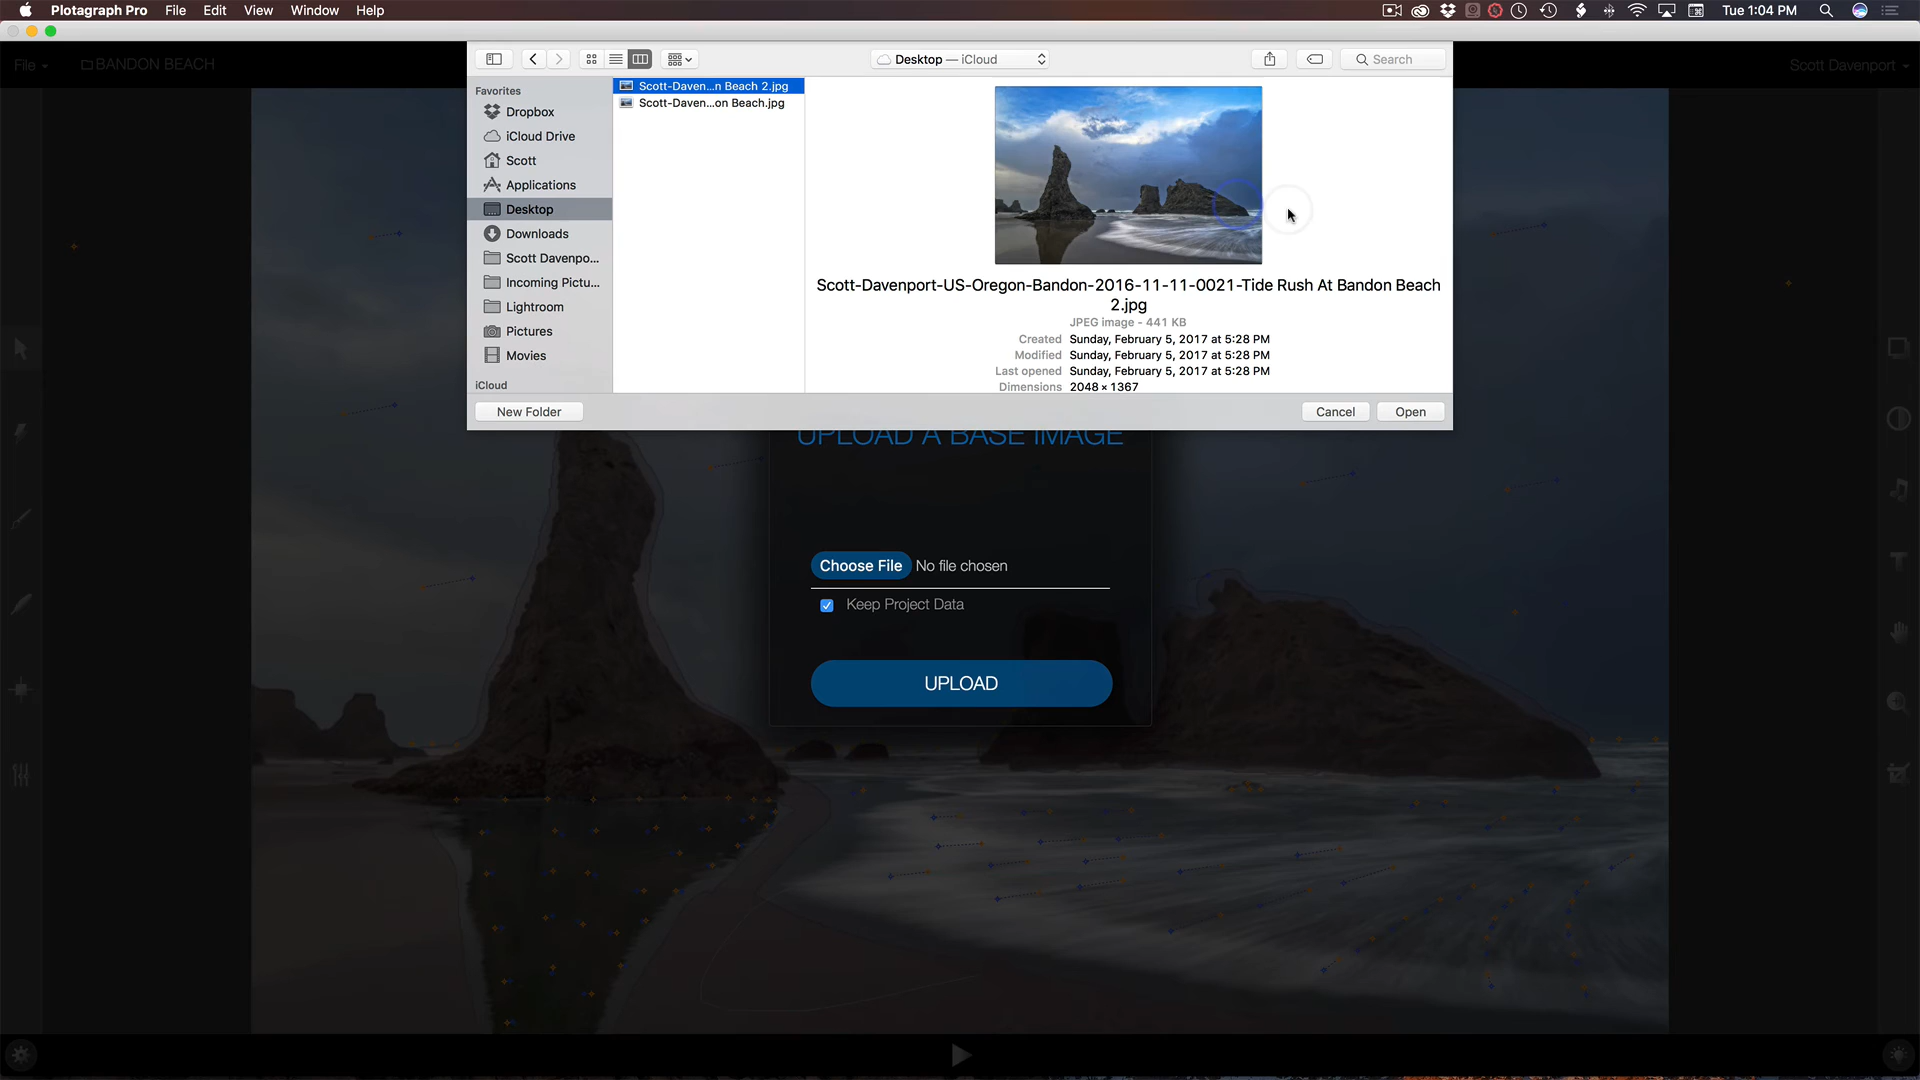 Plotagraph Pro File Edit View Window Help Tue 1:04 PM
File BANDON BEACH Scott Davenport
Desktop — iCloud Search
Favorites
Dropbox
iCloud Drive
Scott
Applications
Desktop
Downloads
Scott Davenpo...
Incoming Pictu...
Lightroom
Pictures
Movies
iCloud
Scott-Daven...n Beach 2.jpg
Scott-Daven...on Beach.jpg
Scott-Davenport-US-Oregon-Bandon-2016-11-11-0021-Tide Rush At Bandon Beach
2.jpg
JPEG image - 441 KB
Created Sunday, February 5, 2017 at 5:28 PM
Modified Sunday, February 5, 2017 at 5:28 PM
Last opened Sunday, February 5, 2017 at 5:28 PM
Dimensions 2048 × 1367
New Folder Cancel Open
UPLOAD A BASE IMAGE
Choose File No file chosen
Keep Project Data
UPLOAD